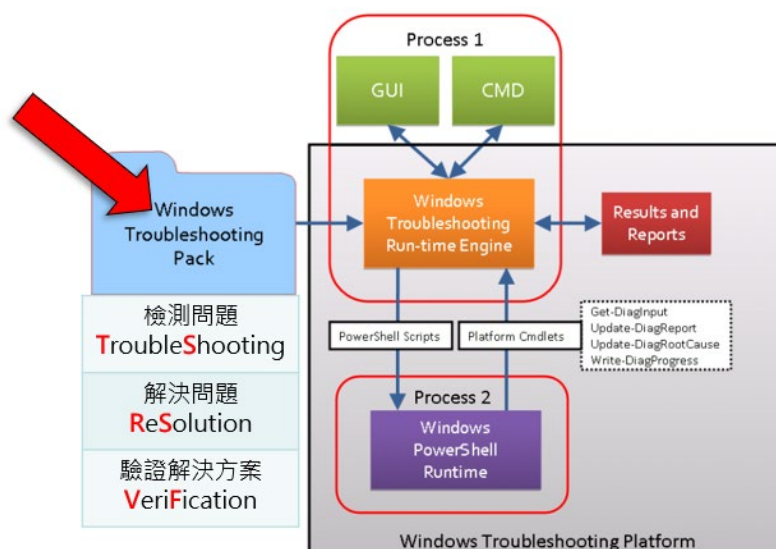 Process 1
GUI
CMD
Windows
Troubleshooting
Pack
Windows
Troubleshooting
Run-time Engine
Results and
Reports
檢測問題
TroubleShooting
解決問題
ReSolution
驗證解決方案
VeriFication
PowerShell Scripts
Platform Cmdlets
Get-DiagInput
Update-DiagReport
Update-DiagRootCause
Write-DiagProgress
Process 2
Windows
PowerShell
Runtime
Windows Troubleshooting Platform